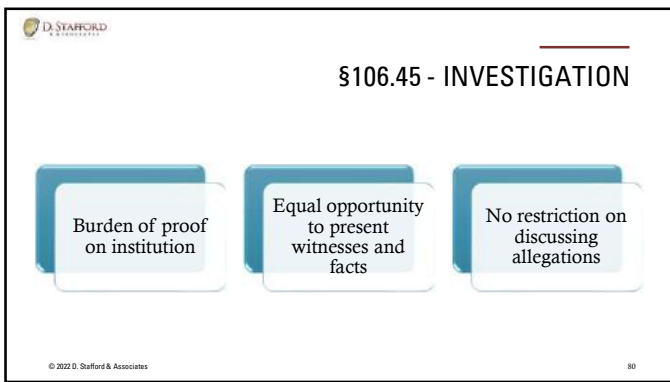 D. STAFFORD
& ASSOCIATES
§106.45 - INVESTIGATION
Burden of proof
on institution
Equal opportunity
to present
witnesses and
facts
No restriction on
discussing
allegations
© 2022 D. Stafford & Associates
80